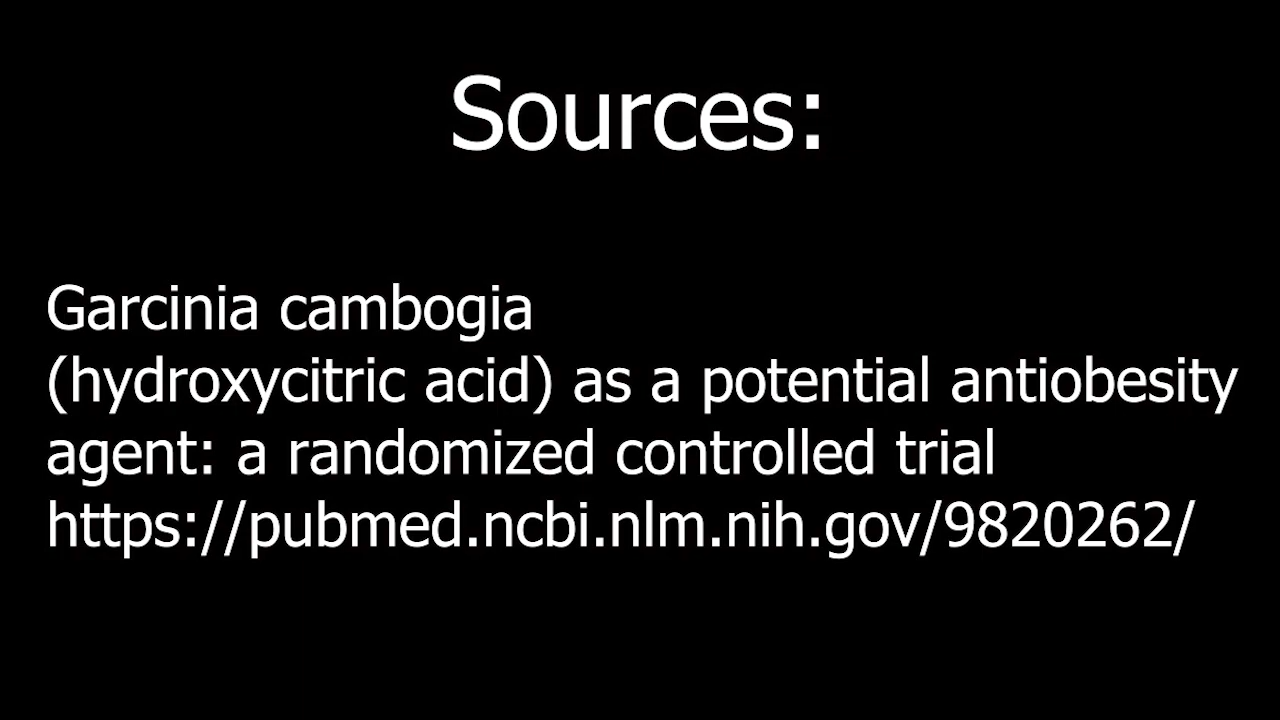 Sources:
Garcinia cambogia
(hydroxycitric acid) as a potential antiobesity
agent: a randomized controlled trial
https://pubmed.ncbi.nlm.nih.gov/9820262/